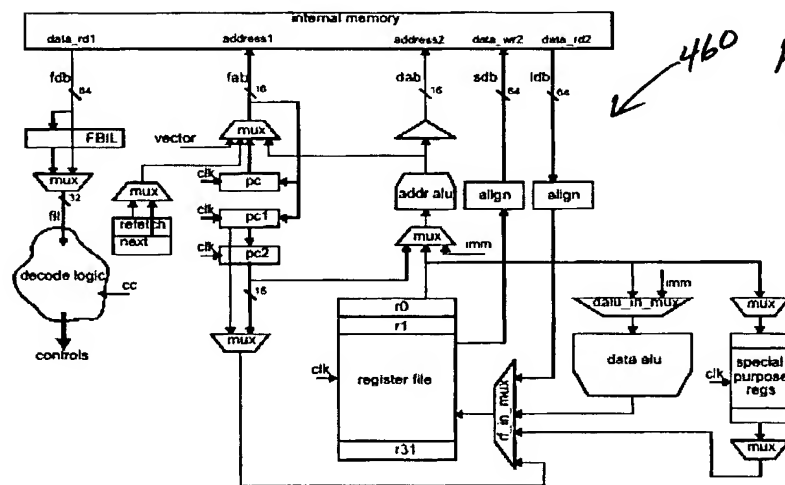 internal memory
data_rd1 address1 address2 data_wr2 data_rd2
460
fdb fab dab sdb ldb
64 16 16 64 64
FBIL
vector
mux
clk pc
mux
mux
32
fil
refetch
next
clk pc1
clk pc2
addr alu
align
align
mux
imm
decode logic
cc
controls
16
mux
r0
r1
clk
register file
r31
rf_in_mux
imm
dalu_in_mux
data alu
mux
clk
special
purpose
regs
mux